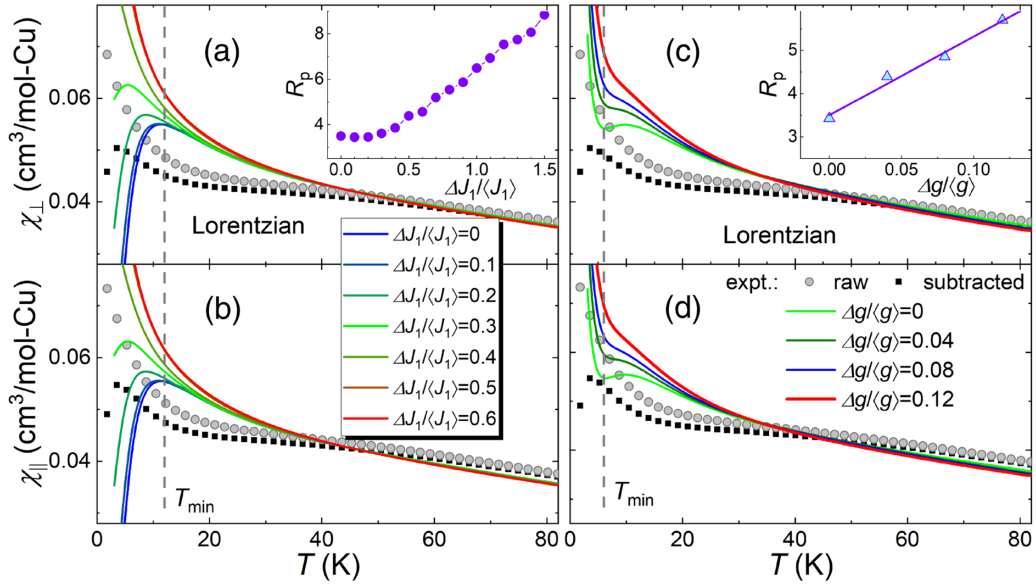 (a)
Lorentzian
χ⊥ (cm³/mol-Cu)
0.06
0.04
Rp
8
6
4
0.0 0.5 1.0 1.5
ΔJ₁/⟨J₁⟩
(c)
Lorentzian
Rp
5
4
3
0.00 0.05 0.10
Δg/⟨g⟩
(b)
χ∥ (cm³/mol-Cu)
0.06
0.04
Tmin
ΔJ₁/⟨J₁⟩=0
ΔJ₁/⟨J₁⟩=0.1
ΔJ₁/⟨J₁⟩=0.2
ΔJ₁/⟨J₁⟩=0.3
ΔJ₁/⟨J₁⟩=0.4
ΔJ₁/⟨J₁⟩=0.5
ΔJ₁/⟨J₁⟩=0.6
0 20 40 60 80
T (K)
(d)
expt.: raw subtracted
Δg/⟨g⟩=0
Δg/⟨g⟩=0.04
Δg/⟨g⟩=0.08
Δg/⟨g⟩=0.12
Tmin
0 20 40 60 80
T (K)